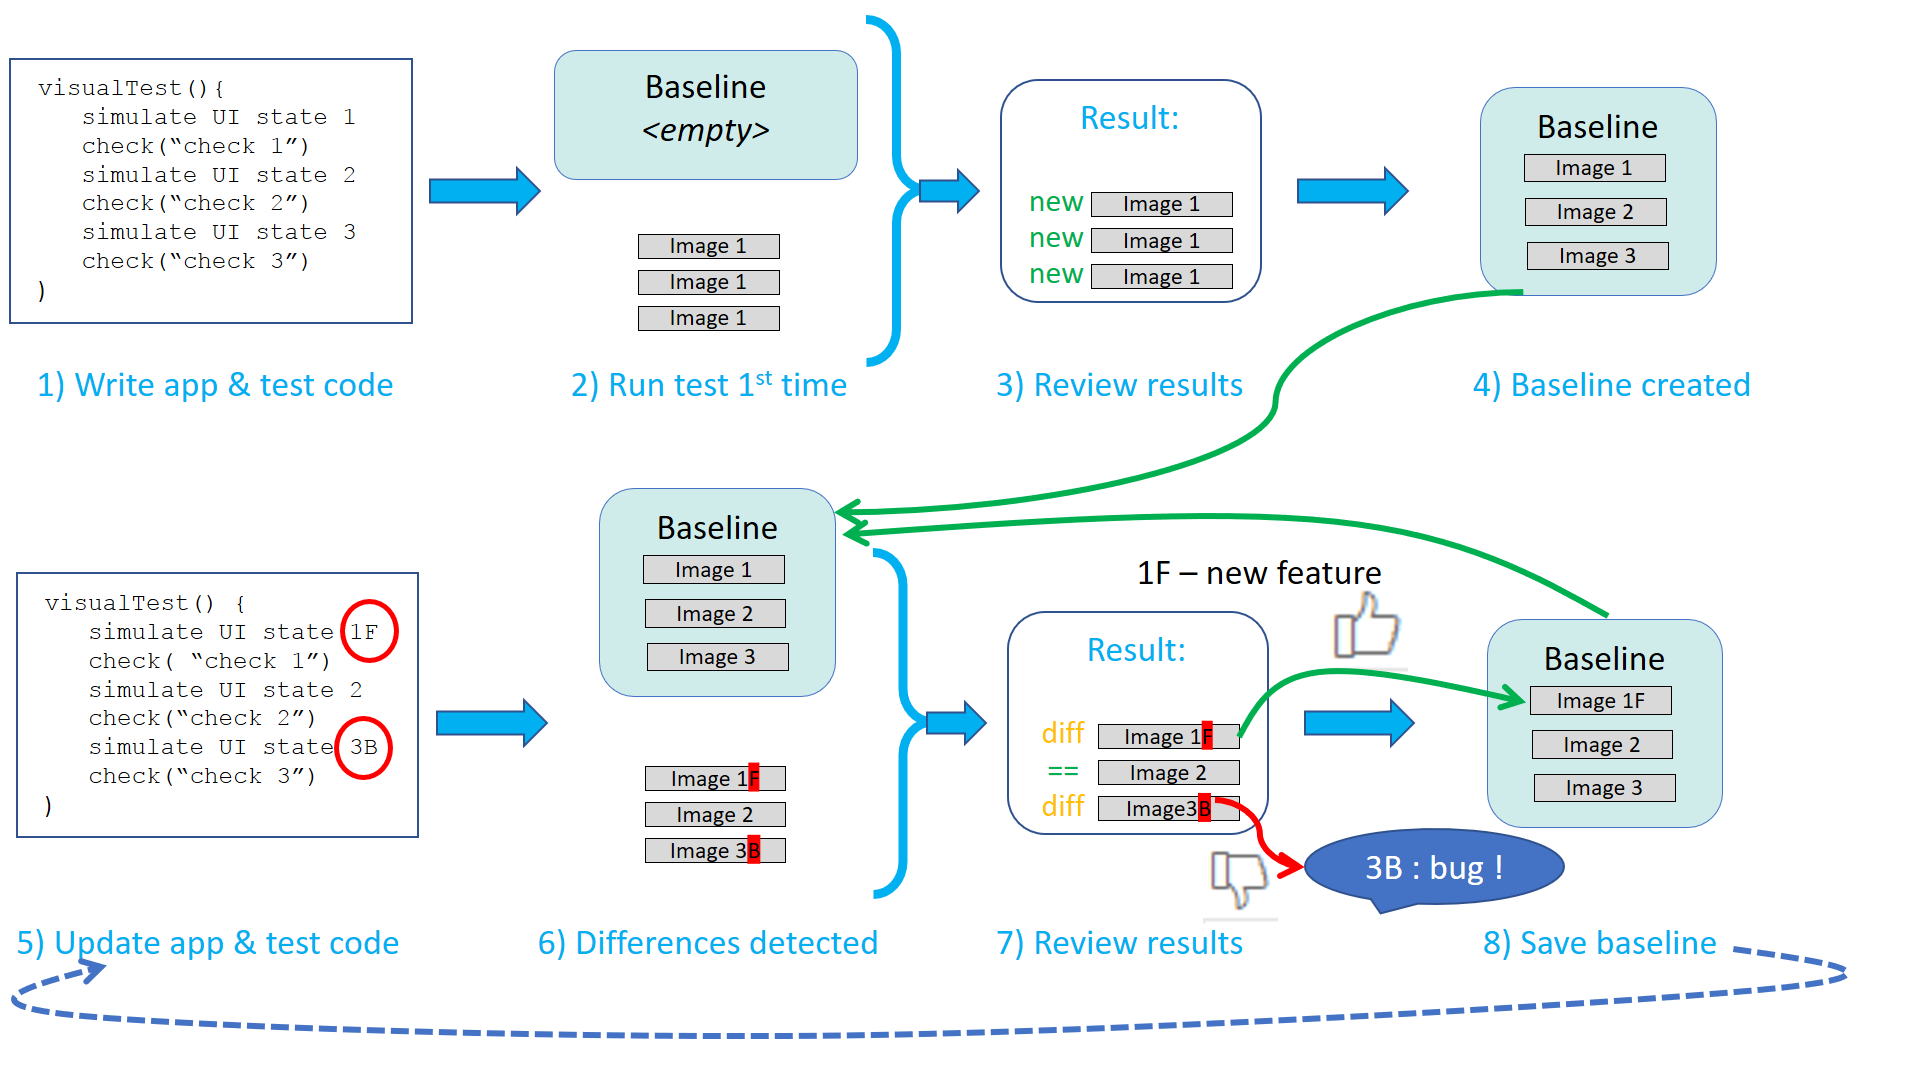 visualTest(){
simulate UI state 1
check(“check 1”)
simulate UI state 2
check(“check 2”)
simulate UI state 3
check(“check 3”)
)
1) Write app & test code
Baseline
<empty>
Image 1
Image 1
Image 1
2) Run test 1st time
Result:
new Image 1
new Image 1
new Image 1
3) Review results
Baseline
Image 1
Image 2
Image 3
4) Baseline created
visualTest() {
simulate UI state 1F
check( “check 1”)
simulate UI state 2
check(“check 2”)
simulate UI state 3B
check(“check 3”)
)
5) Update app & test code
Baseline
Image 1
Image 2
Image 3
Image 1F
Image 2
Image 3B
6) Differences detected
1F – new feature
Result:
diff Image 1F
== Image 2
diff Image3B
7) Review results
3B : bug !
Baseline
Image 1F
Image 2
Image 3
8) Save baseline